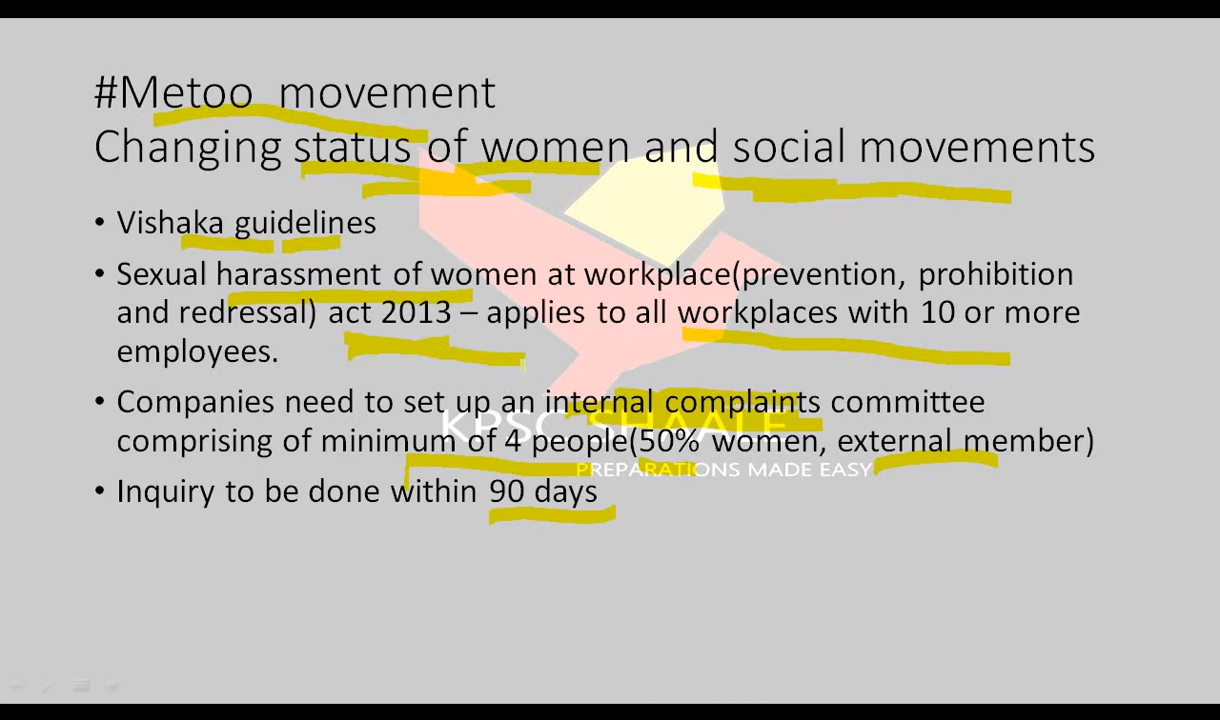 #Metoo movement
Changing status of women and social movements
• Vishaka guidelines
• Sexual harassment of women at workplace(prevention, prohibition
and redressal) act 2013 – applies to all workplaces with 10 or more
employees.
• Companies need to set up an internal complaints committee
KPSC SHAALE
comprising of minimum of 4 people(50% women, external member)
PREPARATIONS MADE EASY
• Inquiry to be done within 90 days